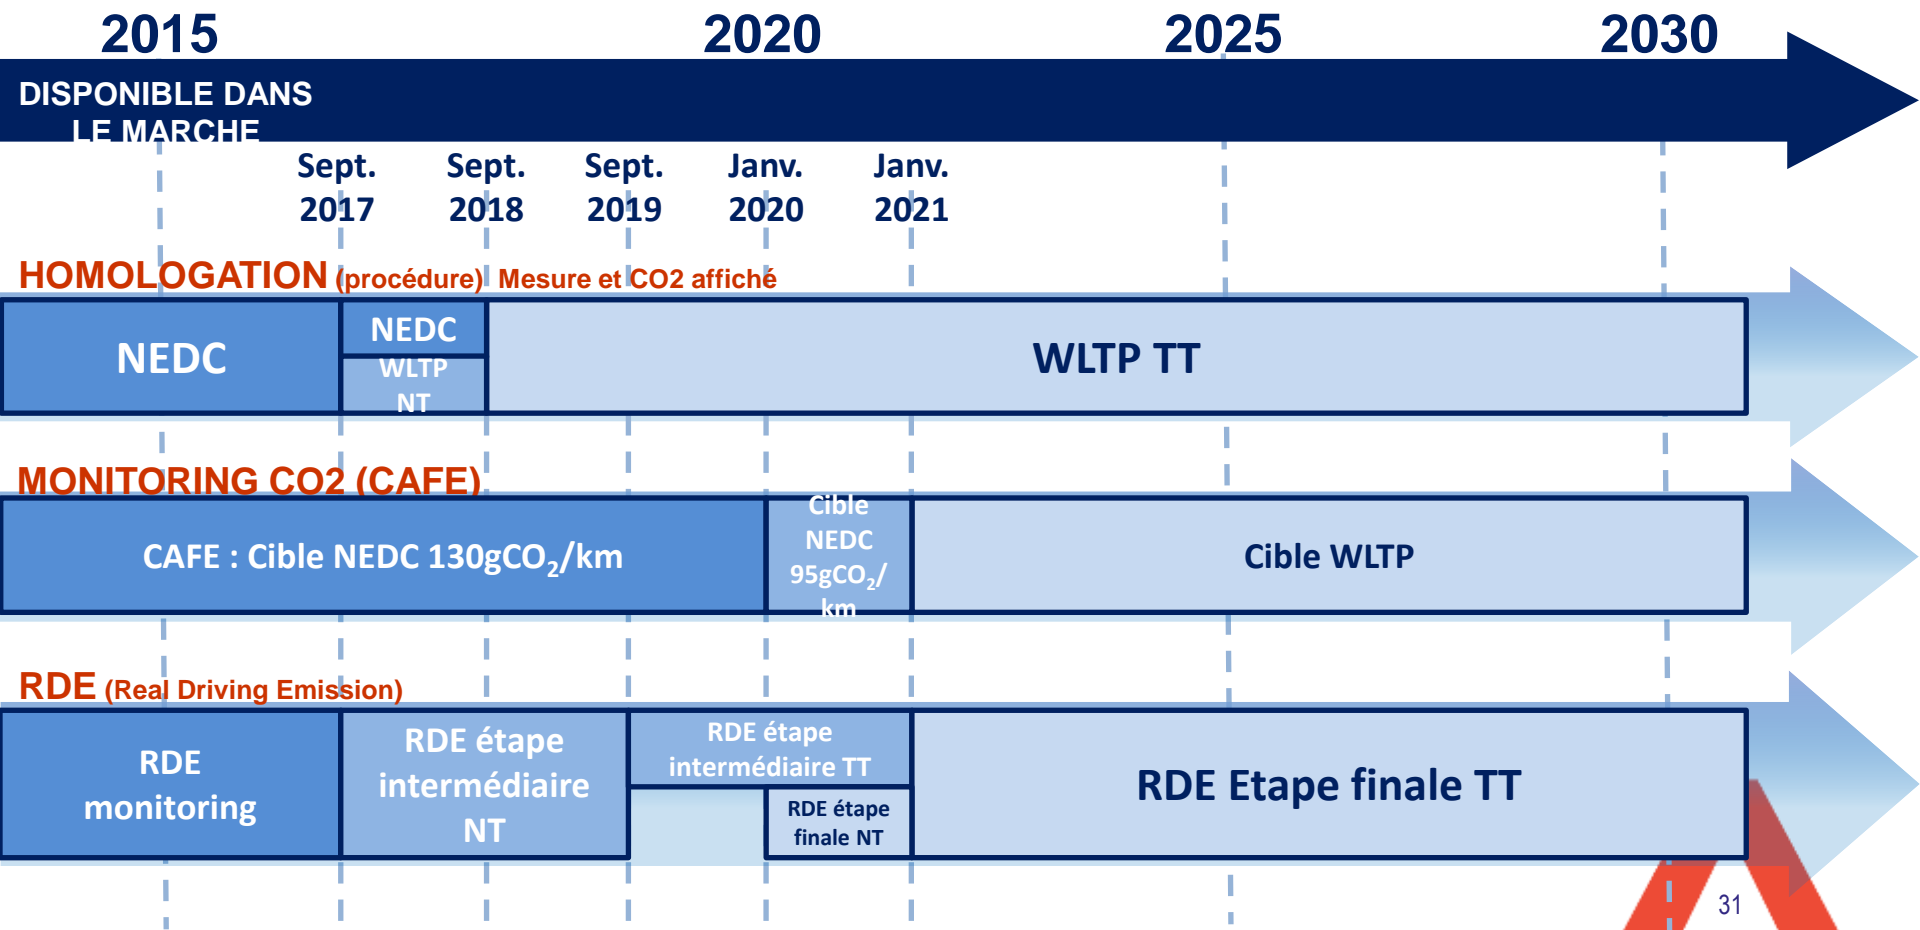 2015 2020 2025 2030
DISPONIBLE DANS
LE MARCHE
Sept. Sept. Sept. Janv. Janv.
2017 2018 2019 2020 2021
HOMOLOGATION (procédure) Mesure et CO2 affiché
NEDC
NEDC
WLTP
NT
WLTP TT
MONITORING CO2 (CAFE)
CAFE : Cible NEDC 130gCO₂/km
Cible
NEDC
95gCO₂/
km
Cible WLTP
RDE (Real Driving Emission)
RDE
monitoring
RDE étape
intermédiaire
NT
RDE étape
intermédiaire TT
RDE étape
finale NT
RDE Etape finale TT
31